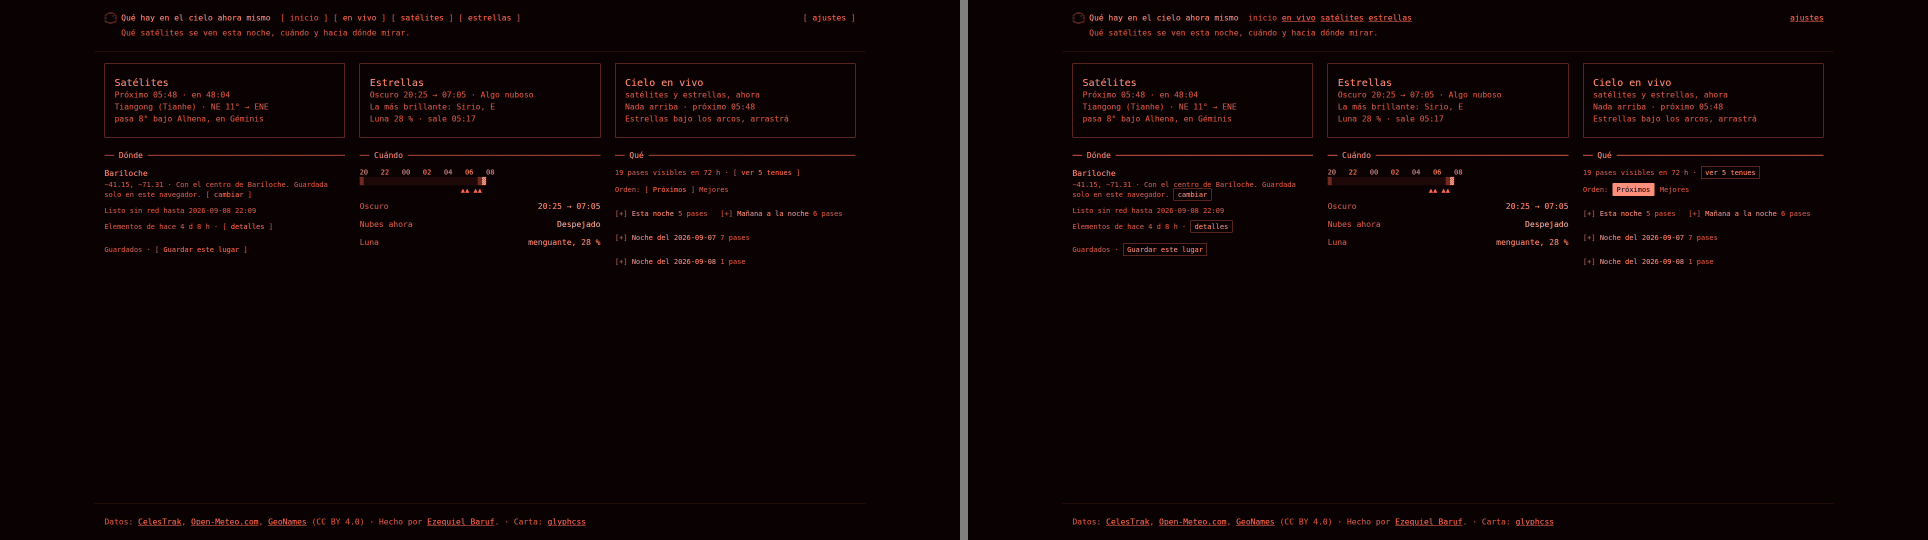 Qué hay en el cielo ahora mismo [ inicio ] [ en vivo ] [ satélites ] [ estrellas ] [ ajustes ]
Qué satélites se ven esta noche, cuándo y hacia dónde mirar.
Satélites
Próximo 05:48 · en 48:04
Tiangong (Tianhe) · NE 11° → ENE
pasa 8° bajo Alhena, en Géminis
Estrellas
Oscuro 20:25 → 07:05 · Algo nuboso
La más brillante: Sirio, E
Luna 28 % · sale 05:17
Cielo en vivo
satélites y estrellas, ahora
Nada arriba · próximo 05:48
Estrellas bajo los arcos, arrastrá
Dónde
Bariloche
−41.15, −71.31 · Con el centro de Bariloche. Guardada
solo en este navegador. [ cambiar ]
Listo sin red hasta 2026-09-08 22:09
Elementos de hace 4 d 8 h · [ detalles ]
Guardados · [ Guardar este lugar ]
Cuándo
20 22 00 02 04 06 08
▲▲ ▲▲
Oscuro 20:25 → 07:05
Nubes ahora Despejado
Luna menguante, 28 %
Qué
19 pases visibles en 72 h · [ ver 5 tenues ]
Orden: [ Próximos ] Mejores
[+] Esta noche 5 pases [+] Mañana a la noche 6 pases
[+] Noche del 2026-09-07 7 pases
[+] Noche del 2026-09-08 1 pase
Datos: CelesTrak, Open-Meteo.com, GeoNames (CC BY 4.0) · Hecho por Ezequiel Baruf. · Carta: glyphcss
Qué hay en el cielo ahora mismo inicio en vivo satélites estrellas ajustes
Qué satélites se ven esta noche, cuándo y hacia dónde mirar.
Satélites
Próximo 05:48 · en 48:04
Tiangong (Tianhe) · NE 11° → ENE
pasa 8° bajo Alhena, en Géminis
Estrellas
Oscuro 20:25 → 07:05 · Algo nuboso
La más brillante: Sirio, E
Luna 28 % · sale 05:17
Cielo en vivo
satélites y estrellas, ahora
Nada arriba · próximo 05:48
Estrellas bajo los arcos, arrastrá
Dónde
Bariloche
−41.15, −71.31 · Con el centro de Bariloche. Guardada
solo en este navegador. cambiar
Listo sin red hasta 2026-09-08 22:09
Elementos de hace 4 d 8 h · detalles
Guardados · Guardar este lugar
Cuándo
20 22 00 02 04 06 08
▲▲ ▲▲
Oscuro 20:25 → 07:05
Nubes ahora Despejado
Luna menguante, 28 %
Qué
19 pases visibles en 72 h · ver 5 tenues
Orden: Próximos Mejores
[+] Esta noche 5 pases [+] Mañana a la noche 6 pases
[+] Noche del 2026-09-07 7 pases
[+] Noche del 2026-09-08 1 pase
Datos: CelesTrak, Open-Meteo.com, GeoNames (CC BY 4.0) · Hecho por Ezequiel Baruf. · Carta: glyphcss